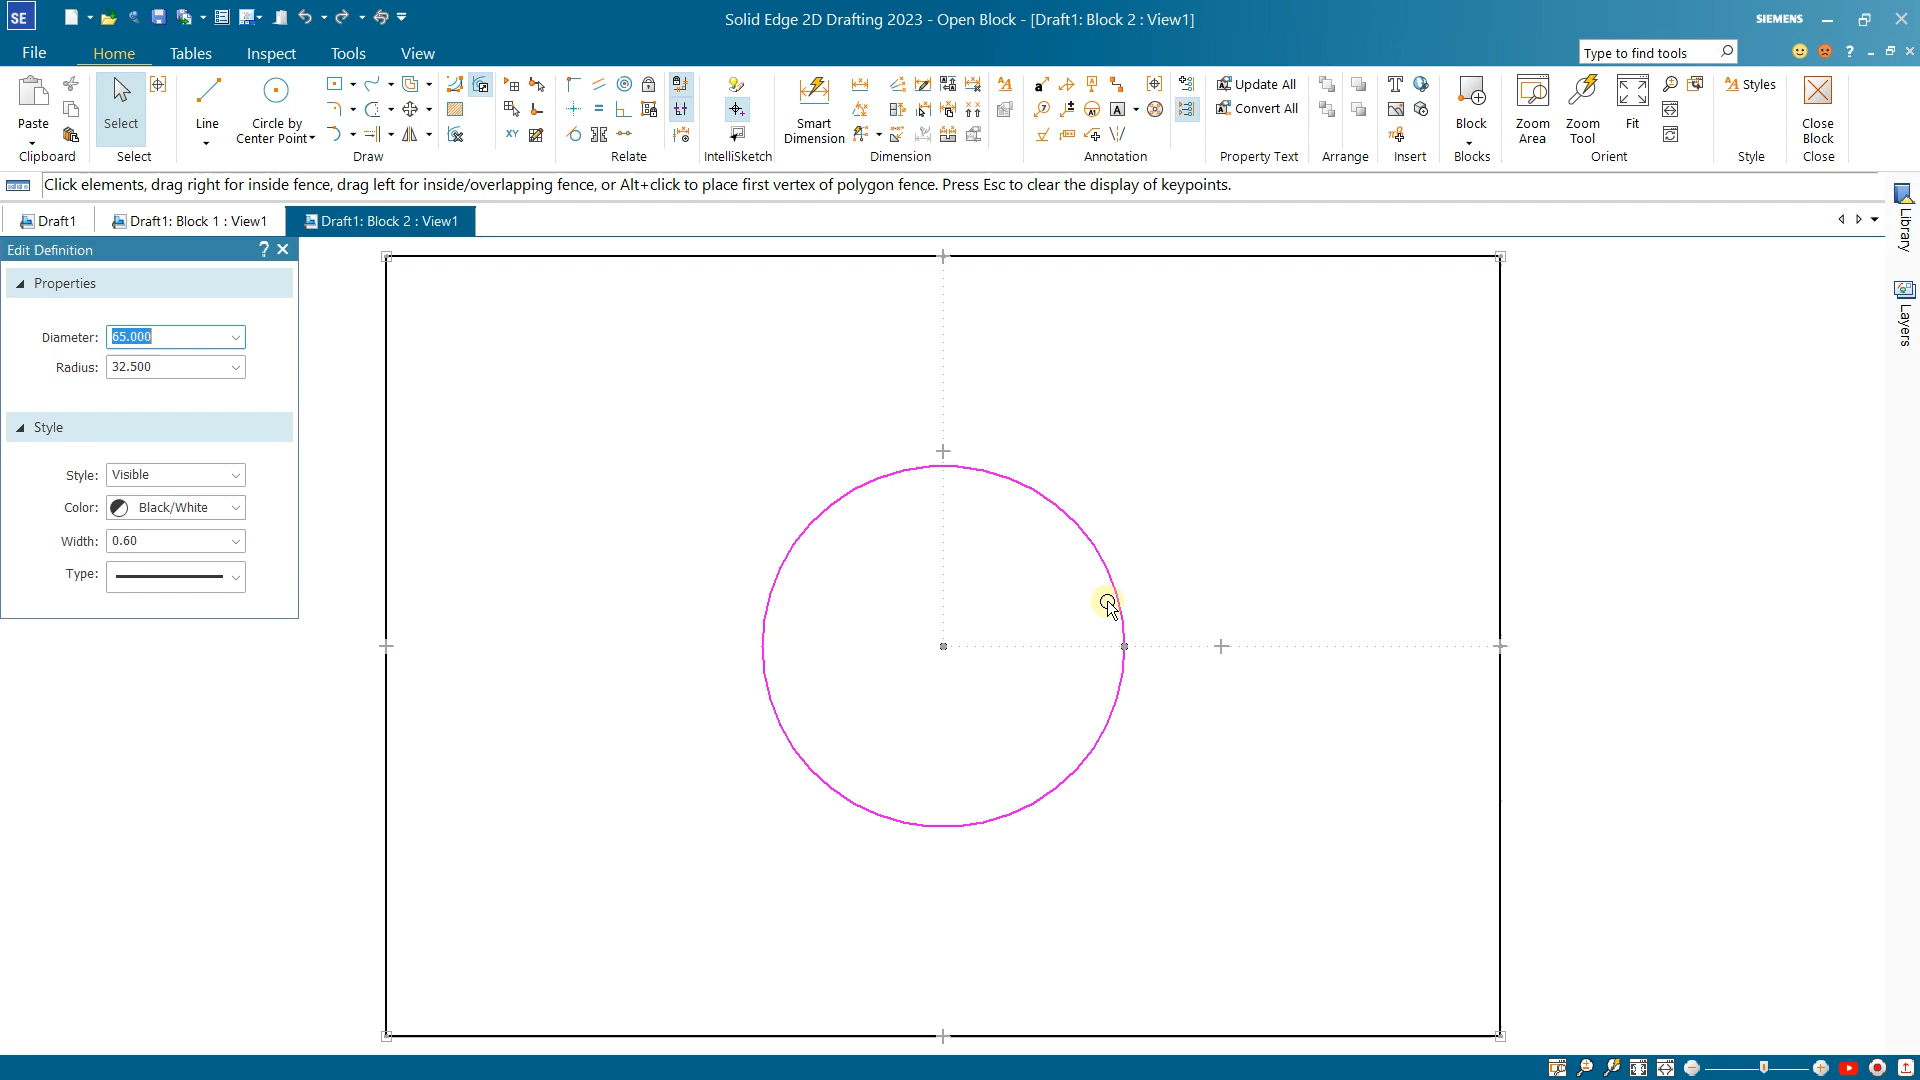 SE
Solid Edge 2D Drafting 2023 - Open Block - [Draft1: Block 2 : View1]
SIEMENS
File
Home
Tables
Inspect
Tools
View
Type to find tools
Paste
Clipboard
Select
Select
Line
Circle by
Center Point
Draw
XY
Relate
IntelliSketch
Smart
Dimension
Dimension
Annotation
Update All
Convert All
Property Text
Arrange
Insert
Block
Blocks
Zoom
Area
Zoom
Tool
Fit
Orient
Styles
Style
Close
Block
Close
Click elements, drag right for inside fence, drag left for inside/overlapping fence, or Alt+click to place first vertex of polygon fence. Press Esc to clear the display of keypoints.
Draft1
Draft1: Block 1 : View1
Draft1: Block 2 : View1
Library
Layers
Edit Definition
Properties
Diameter: 65.000
Radius: 32.500
Style
Style: Visible
Color: Black/White
Width: 0.60
Type: